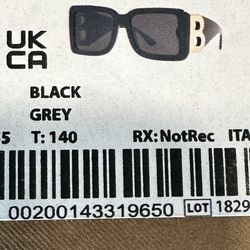 UK
CA
B
BLACK
GREY
5 T: 140 RX:NotRec ITA
00200143319650 LOT 1829